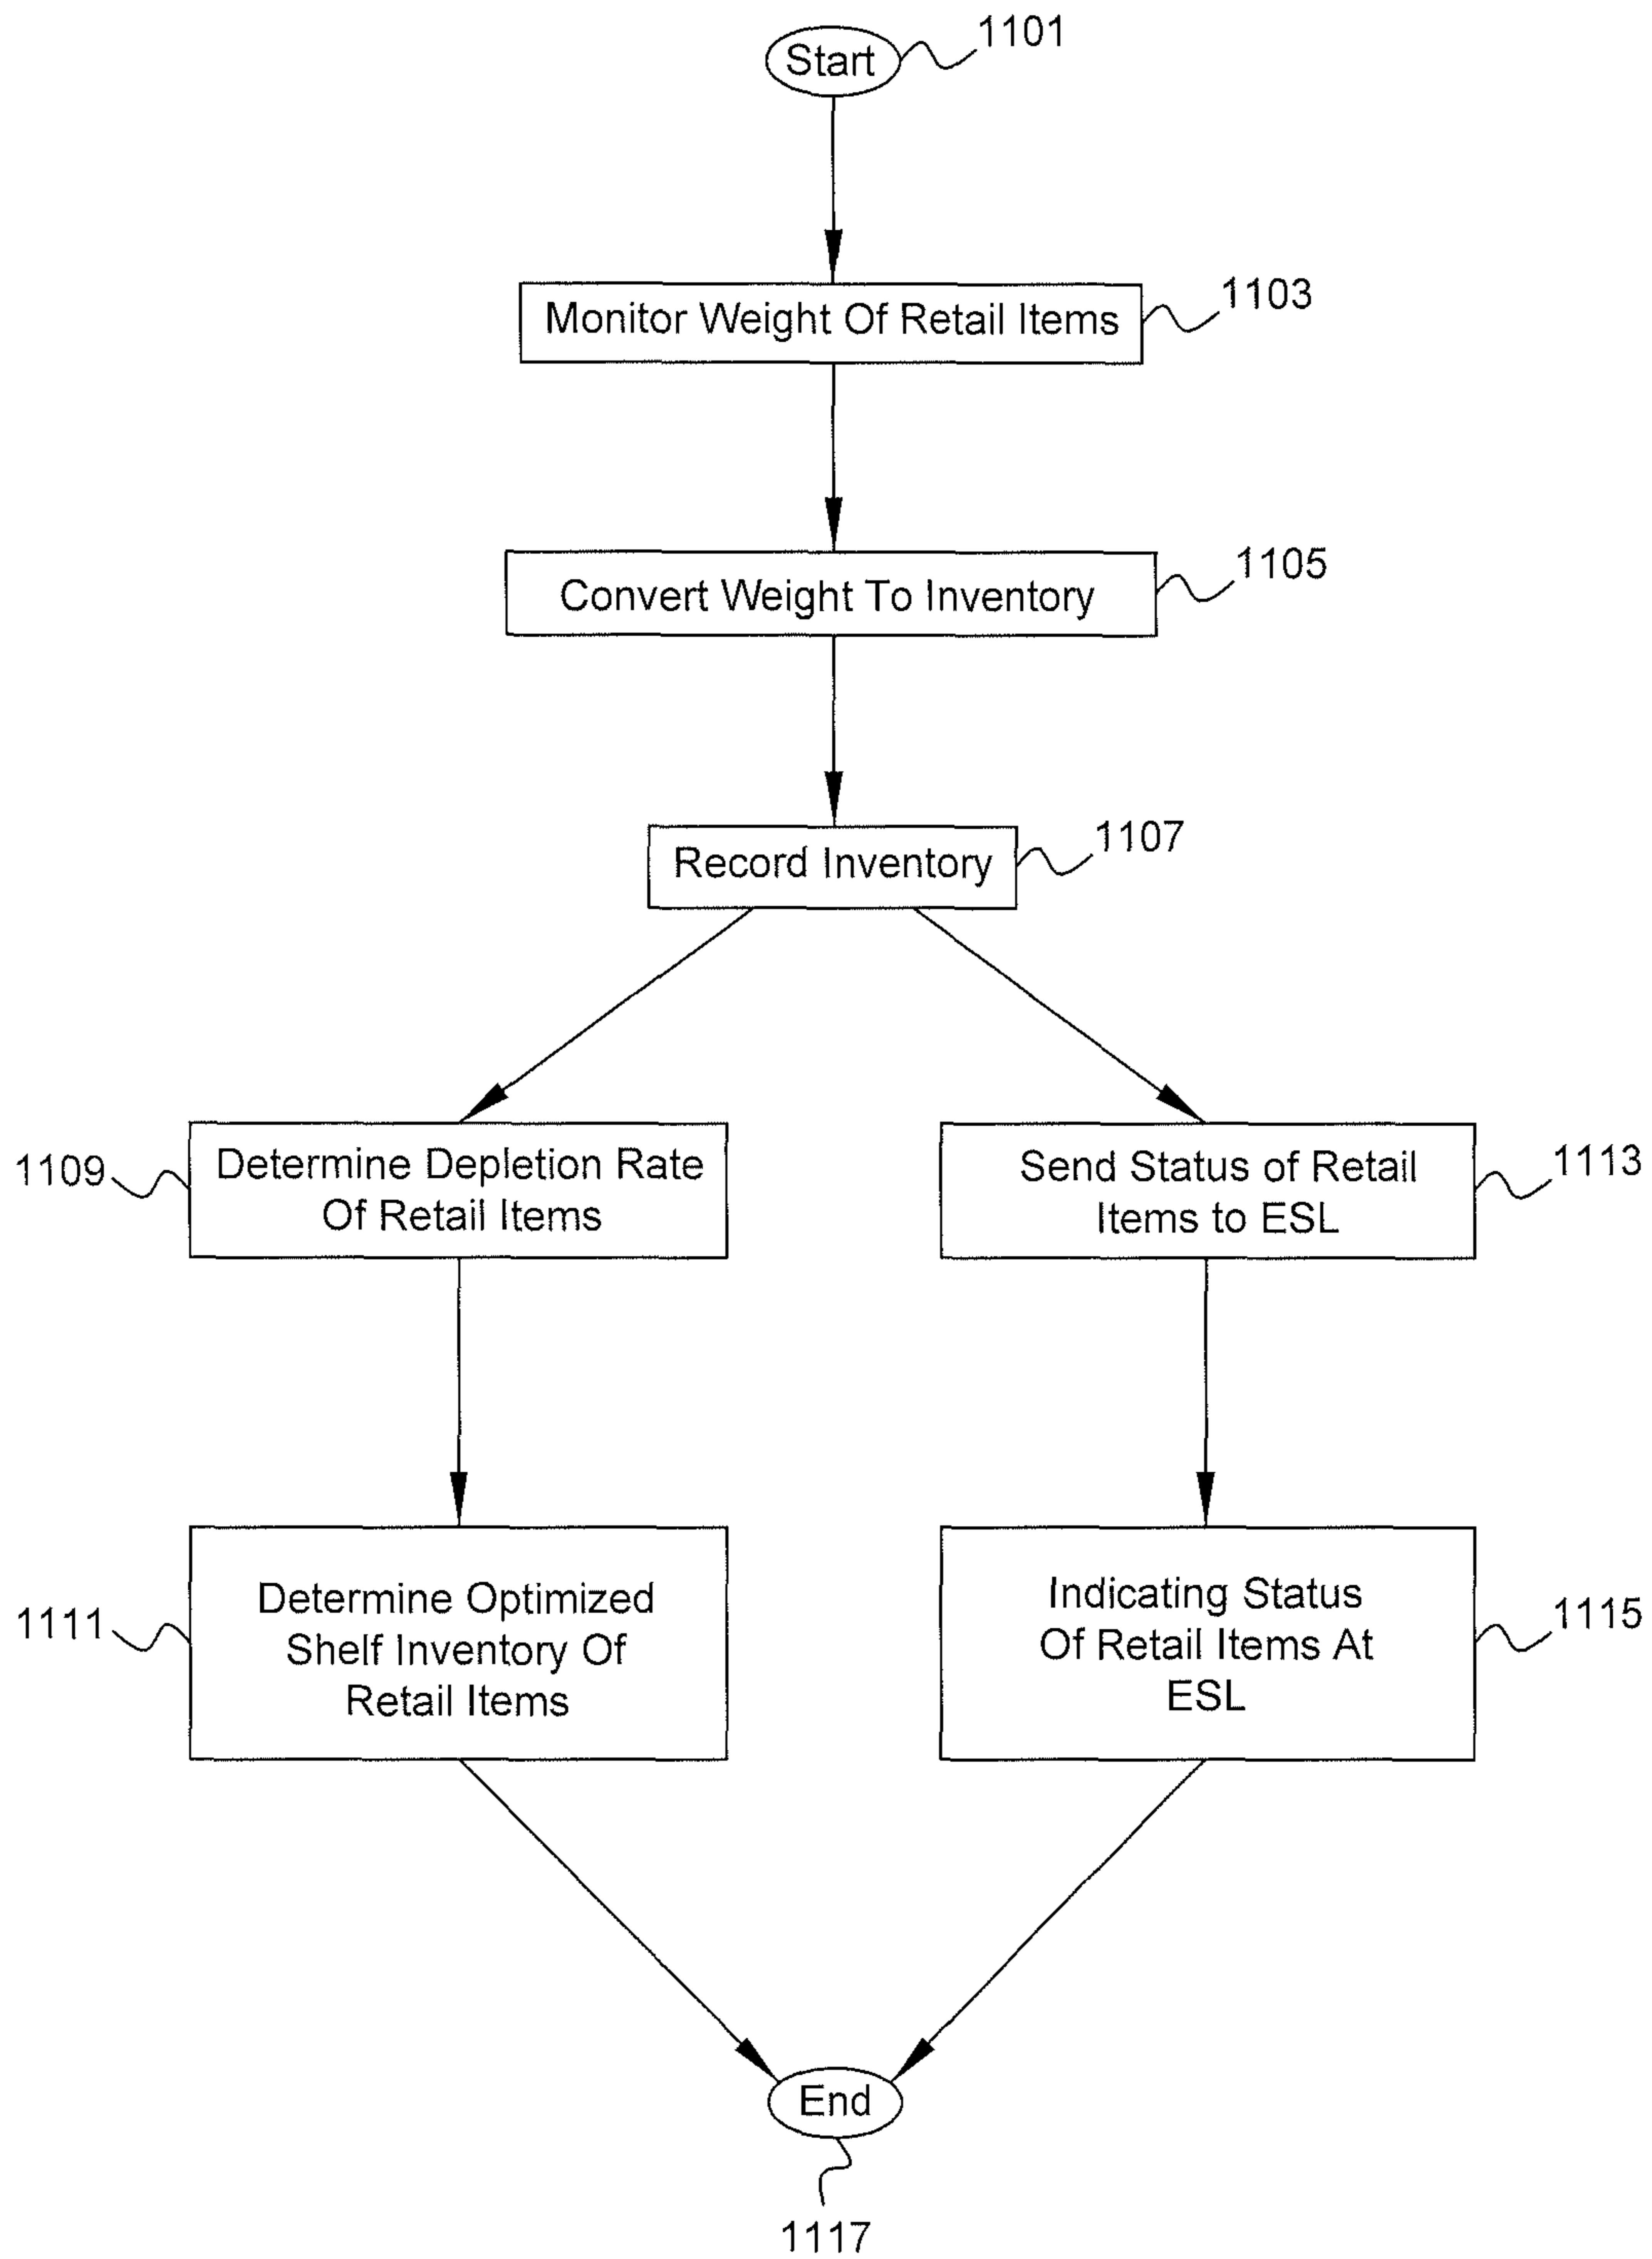 Start
1101
Monitor Weight Of Retail Items
1103
Convert Weight To Inventory
1105
Record Inventory
1107
1109
Determine Depletion Rate
Of Retail Items
Send Status of Retail
Items to ESL
1113
1111
Determine Optimized
Shelf Inventory Of
Retail Items
Indicating Status
Of Retail Items At
ESL
1115
End
1117